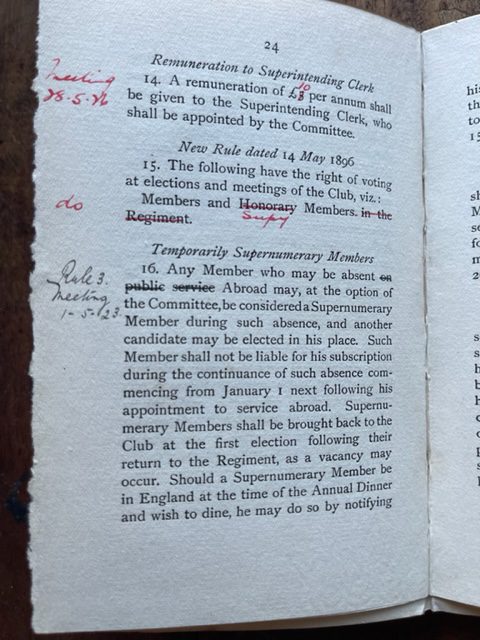 24
Remuneration to Superintending Clerk
meeting
28.5.26
14. A remuneration of £8 10 per annum shall
be given to the Superintending Clerk, who
shall be appointed by the Committee.
New Rule dated 14 May 1896
15. The following have the right of voting
at elections and meetings of the Club, viz.:
do
Members and Honorary Members. in the
Supy
Regiment.
Temporarily Supernumerary Members
Rule 3.
meeting
1-5-23.
16. Any Member who may be absent on
public service Abroad may, at the option of
the Committee, be considered a Supernumerary
Member during such absence, and another
candidate may be elected in his place. Such
Member shall not be liable for his subscription
during the continuance of such absence com-
mencing from January 1 next following his
appointment to service abroad. Supernu-
merary Members shall be brought back to the
Club at the first election following their
return to the Regiment, as a vacancy may
occur. Should a Supernumerary Member be
in England at the time of the Annual Dinner
and wish to dine, he may do so by notifying